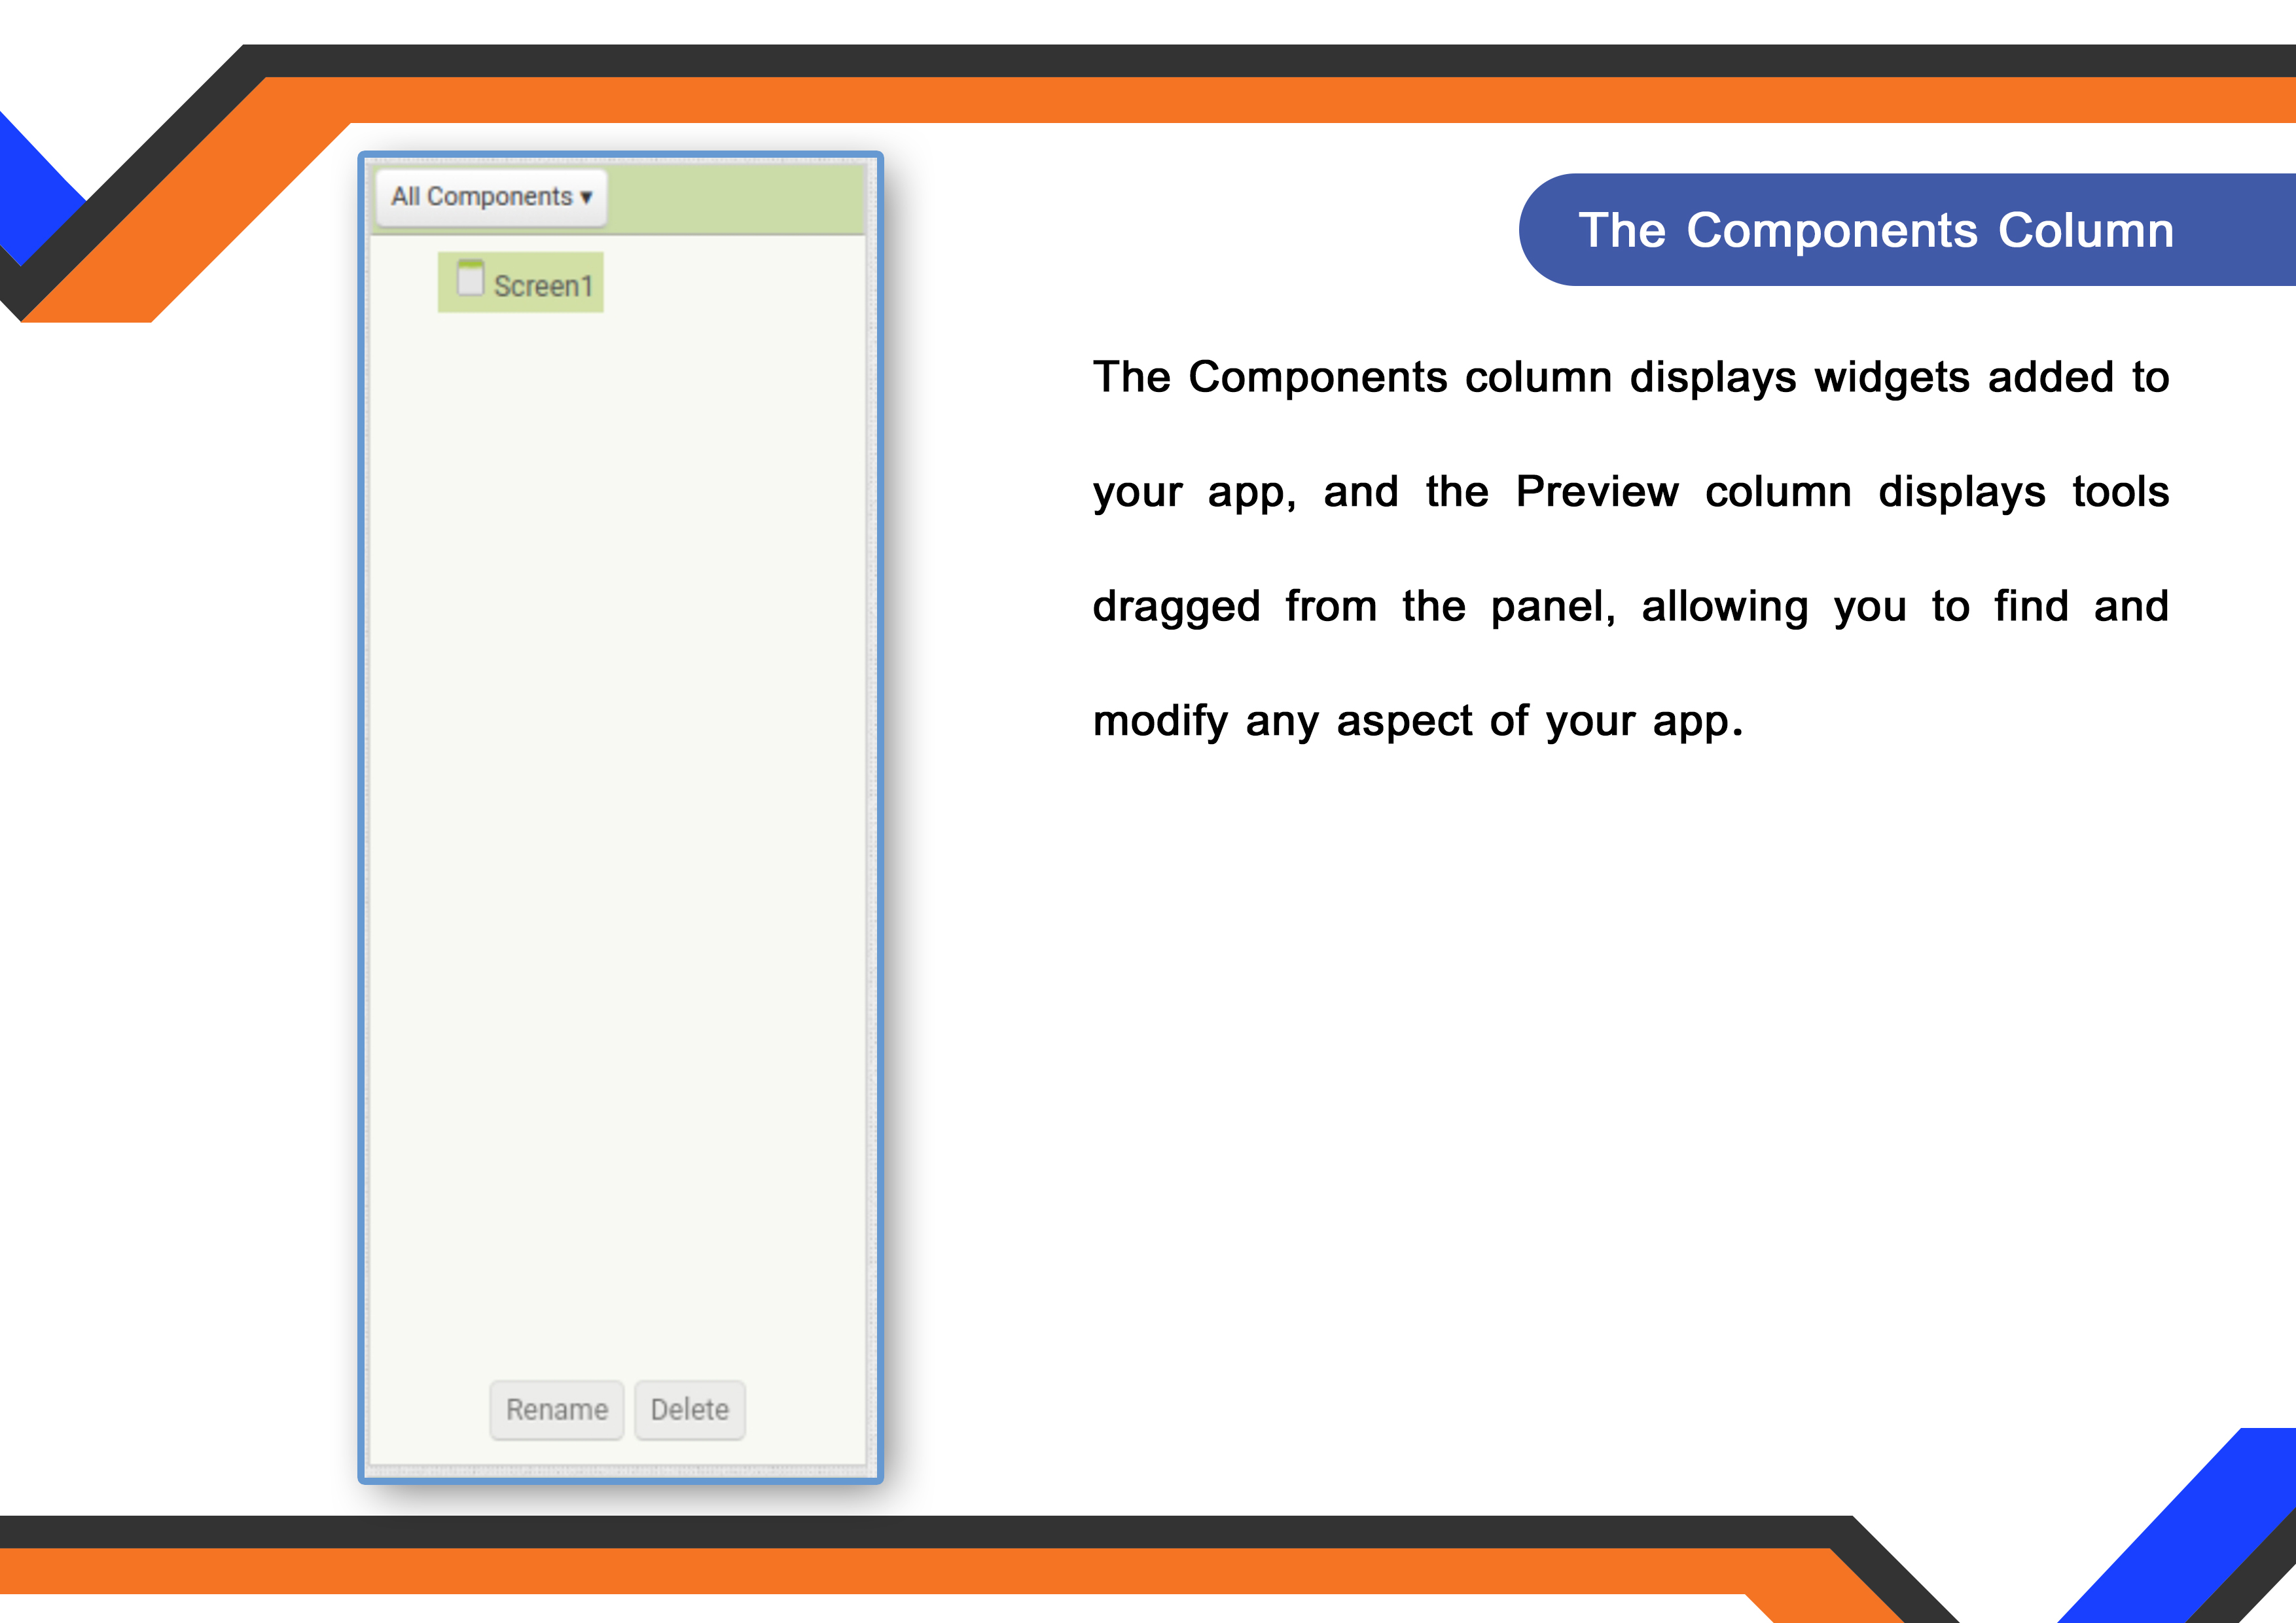 All Components ▾
Screen1
Rename
Delete
The Components Column
The Components column displays widgets added to
your app, and the Preview column displays tools
dragged from the panel, allowing you to find and
modify any aspect of your app.